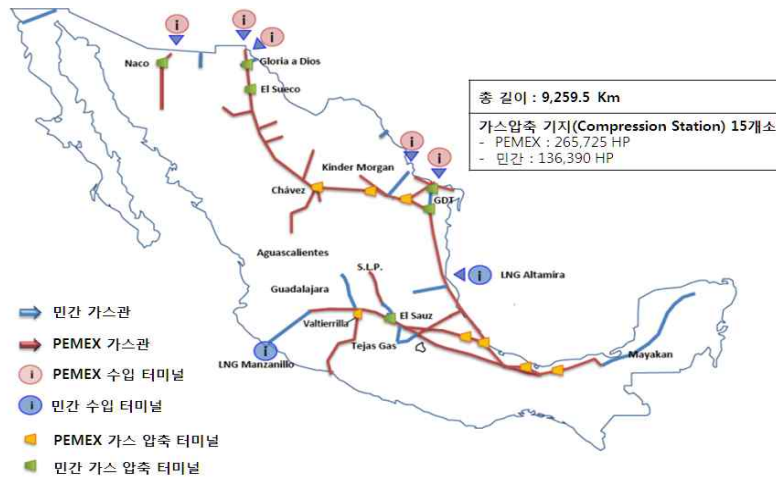 i
i
i
Naco
Gloria a Dios
El Sueco
총 길이 : 9,259.5 Km
가스압축 기지(Compression Station) 15개소
- PEMEX : 265,725 HP
- 민간 : 136,390 HP
i
i
Kinder Morgan
Chávez
GDT
Aguascalientes
S.L.P.
i LNG Altamira
Guadalajara
민간 가스관
Valtierrilla
El Sauz
PEMEX 가스관
Tejas Gas
i
Mayakan
LNG Manzanillo
i PEMEX 수입 터미널
i 민간 수입 터미널
PEMEX 가스 압축 터미널
민간 가스 압축 터미널